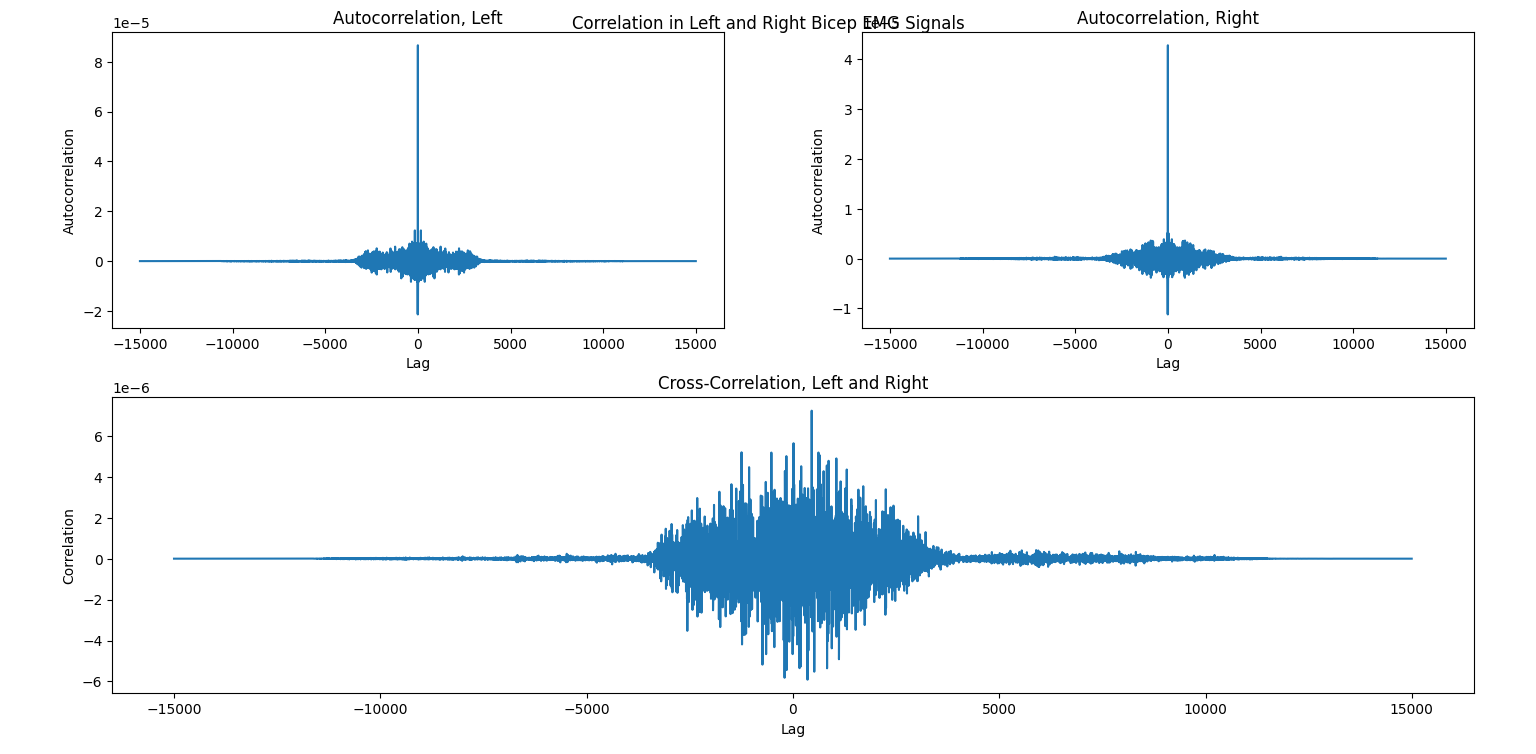 Correlation in Left and Right Bicep EMG Signals
Autocorrelation, Left
1e−5
8
6
4
2
0
−2
Autocorrelation
−15000 −10000 −5000 0 5000 10000 15000
Lag
Autocorrelation, Right
4
3
2
1
0
−1
Autocorrelation
−15000 −10000 −5000 0 5000 10000 15000
Lag
Cross-Correlation, Left and Right
1e−6
6
4
2
0
−2
−4
−6
Correlation
−15000 −10000 −5000 0 5000 10000 15000
Lag